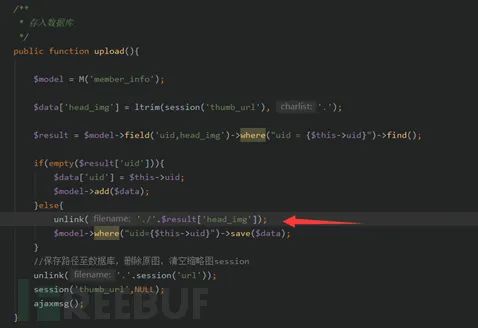 /**
 * 存入数据库
 */
public function upload(){
$model = M('member_info');
$data['head_img'] = ltrim(session('thumb_url'), charlist: '.');
$result = $model->field('uid,head_img')->where("uid = {$this->uid}")->find();
if(empty($result['uid'])){
$data['uid'] = $this->uid;
$model->add($data);
}else{
unlink( filename: './'.$result['head_img']);
$model->where("uid={$this->uid}")->save($data);
}
//保存路径至数据库，删除原图，清空缩略图session
unlink( filename: '.'.session('url'));
session('thumb_url',NULL);
ajaxmsg();
}
REEBUF